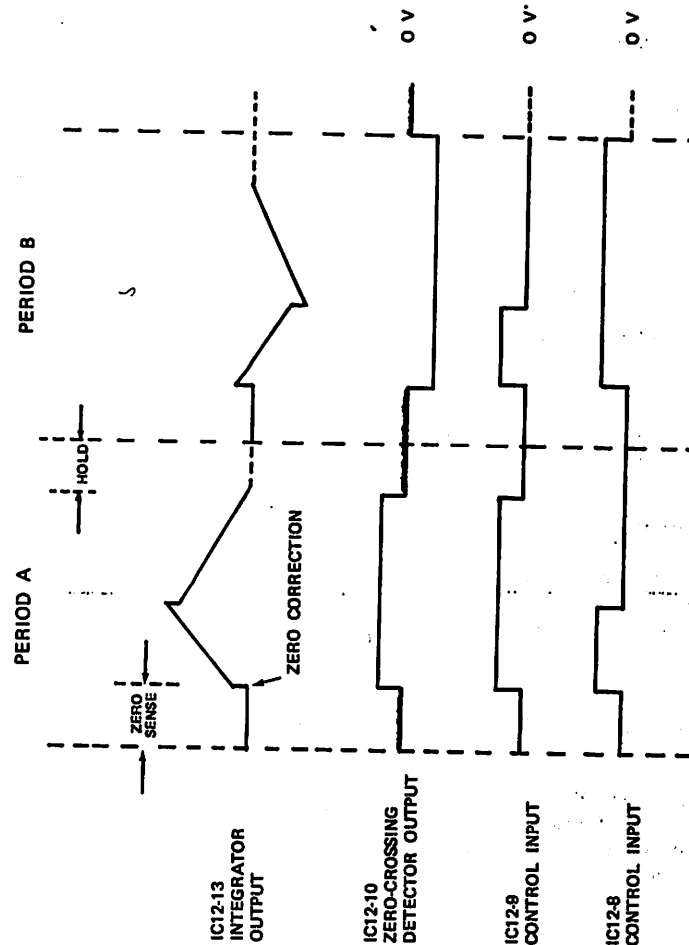 PERIOD A
PERIOD B
HOLD
ZERO
SENSE
ZERO CORRECTION
IC12-13
INTEGRATOR
OUTPUT
IC12-10
ZERO-CROSSING
DETECTOR OUTPUT
0 V
IC12-9
CONTROL INPUT
0 V
IC12-8
CONTROL INPUT
0 V